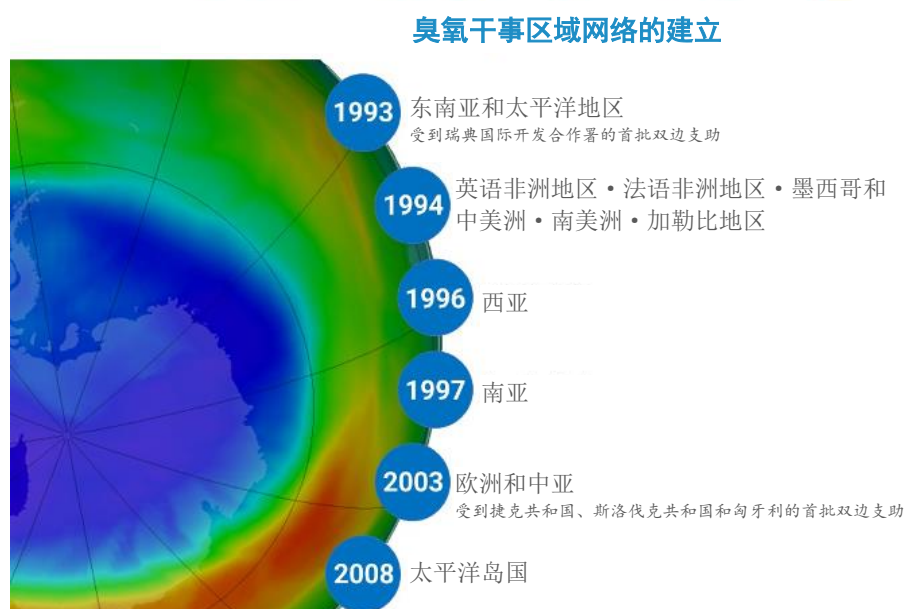 臭氧干事区域网络的建立
1993
东南亚和太平洋地区
受到瑞典国际开发合作署的首批双边支助
1994
英语非洲地区•法语非洲地区•墨西哥和
中美洲•南美洲•加勒比地区
1996
西亚
1997
南亚
2003
欧洲和中亚
受到捷克共和国、斯洛伐克共和国和匈牙利的首批双边支助
2008
太平洋岛国